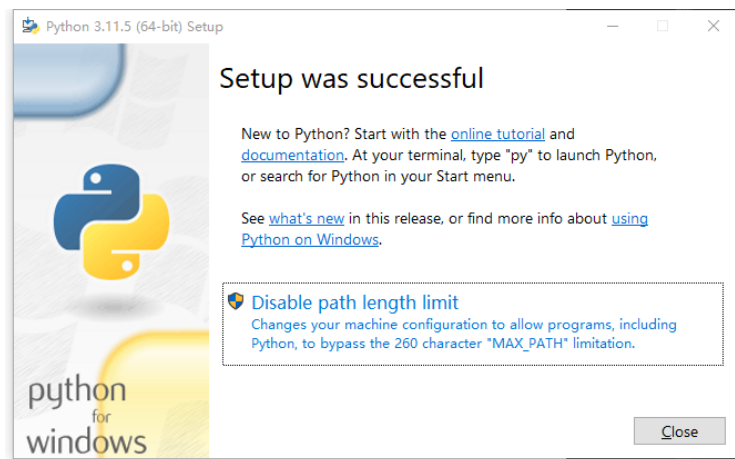 Python 3.11.5 (64-bit) Setup
Setup was successful
New to Python? Start with the online tutorial and
documentation. At your terminal, type "py" to launch Python,
or search for Python in your Start menu.
See what's new in this release, or find more info about using
Python on Windows.
Disable path length limit
Changes your machine configuration to allow programs, including
Python, to bypass the 260 character "MAX_PATH" limitation.
python
for
windows
Close